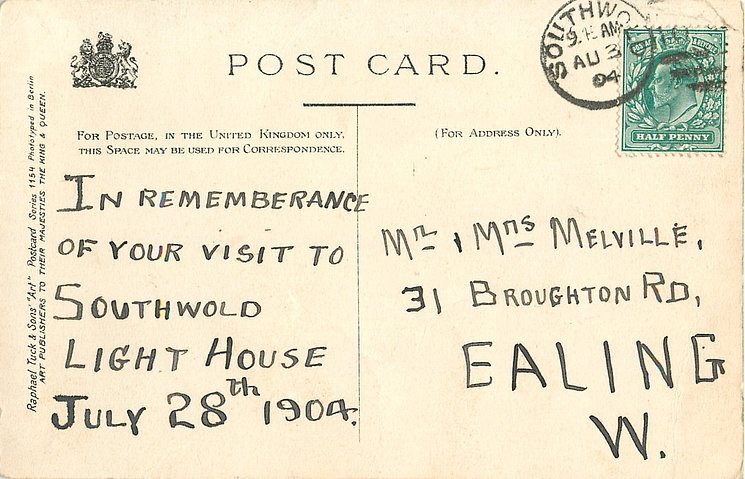 POST CARD.
FOR POSTAGE, IN THE UNITED KINGDOM ONLY,
THIS SPACE MAY BE USED FOR CORRESPONDENCE.
(FOR ADDRESS ONLY).
Raphael Tuck & Sons' "Art" Postcard Series 1154 Phototyped in Berlin
ART PUBLISHERS TO THEIR MAJESTIES THE KING & QUEEN.
IN REMEMBERANCE
OF YOUR VISIT TO
SOUTHWOLD
LIGHT HOUSE
JULY 28th 1904.
SOUTHWO
AM
AU 3
04
HALF PENNY
Mr , Mrs MELVILLE,
31 BROUGHTON RD,
EALING
W.